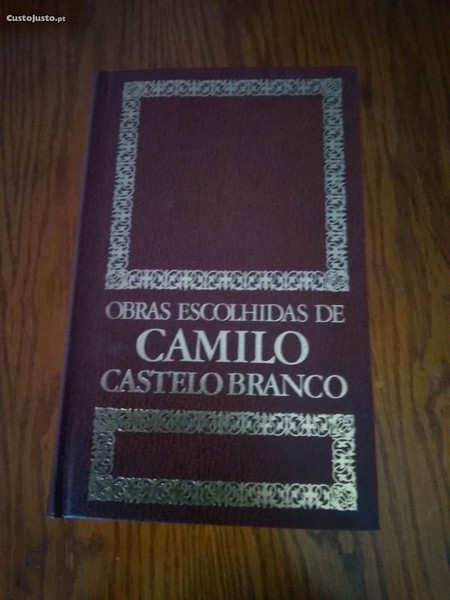 CustoJusto.pt
OBRAS ESCOLHIDAS DE
CAMILO
CASTELO BRANCO